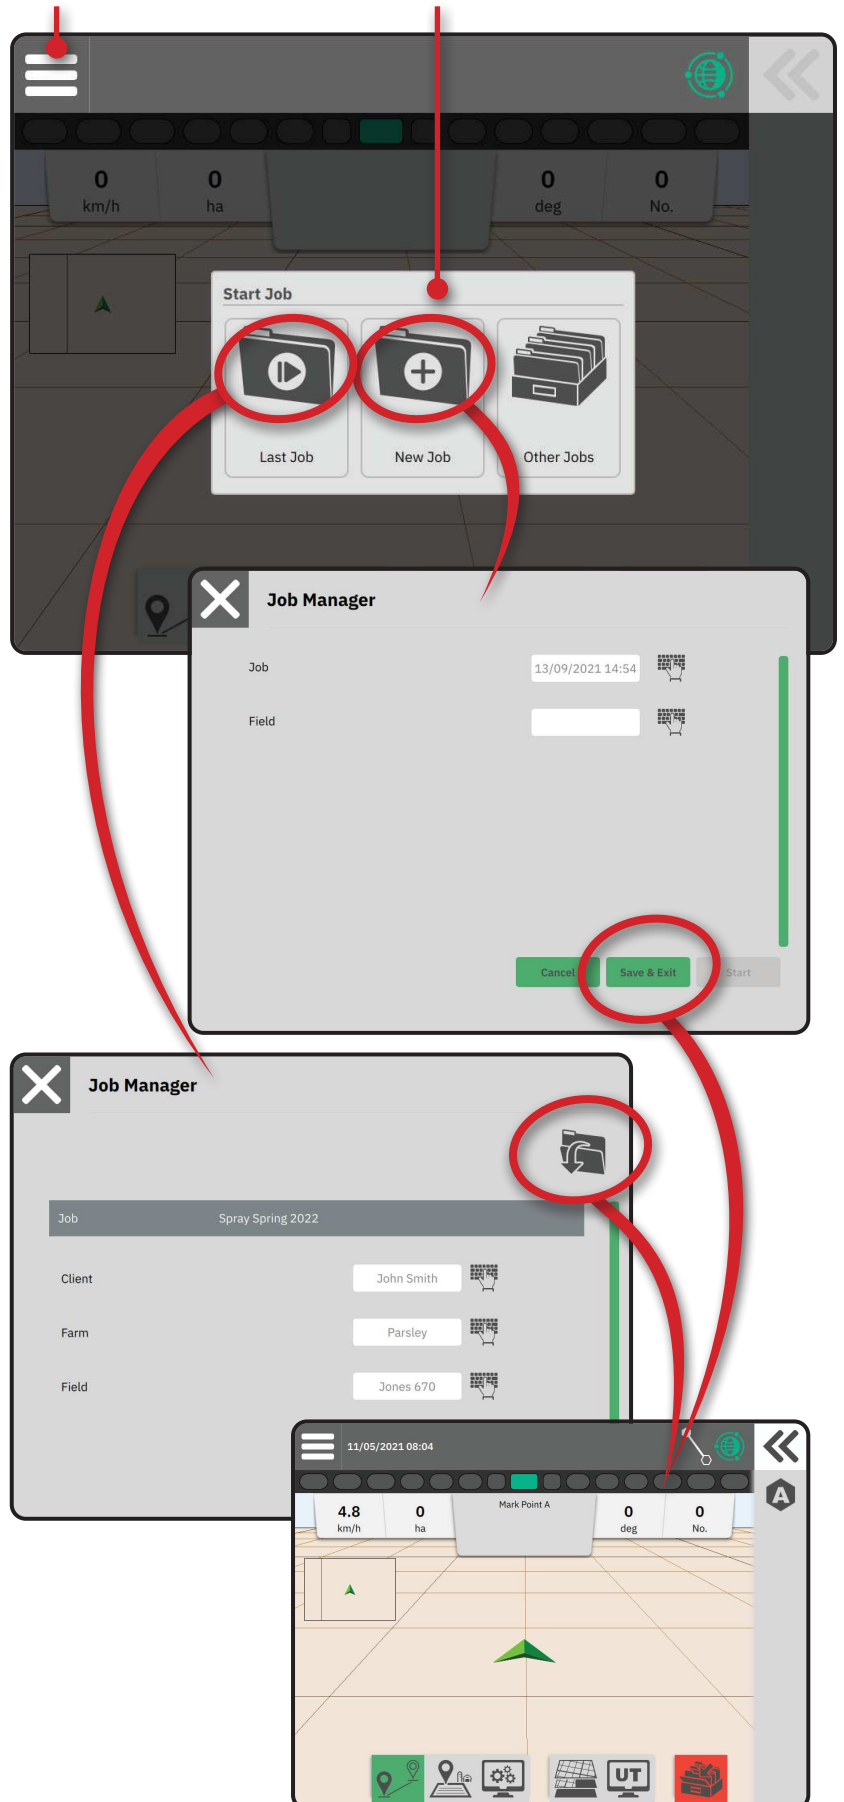 0
0
0
0
km/h
ha
deg
No.
Start Job
Last Job
New Job
Other Jobs
Job Manager
Job
13/09/2021 14:54
Field
Cancel
Save & Exit
Start
Job Manager
Job
Spray Spring 2022
Client
John Smith
Farm
Parsley
Field
Jones 670
11/05/2021 08:04
Mark Point A
A
4.8
0
0
0
km/h
ha
deg
No.
UT